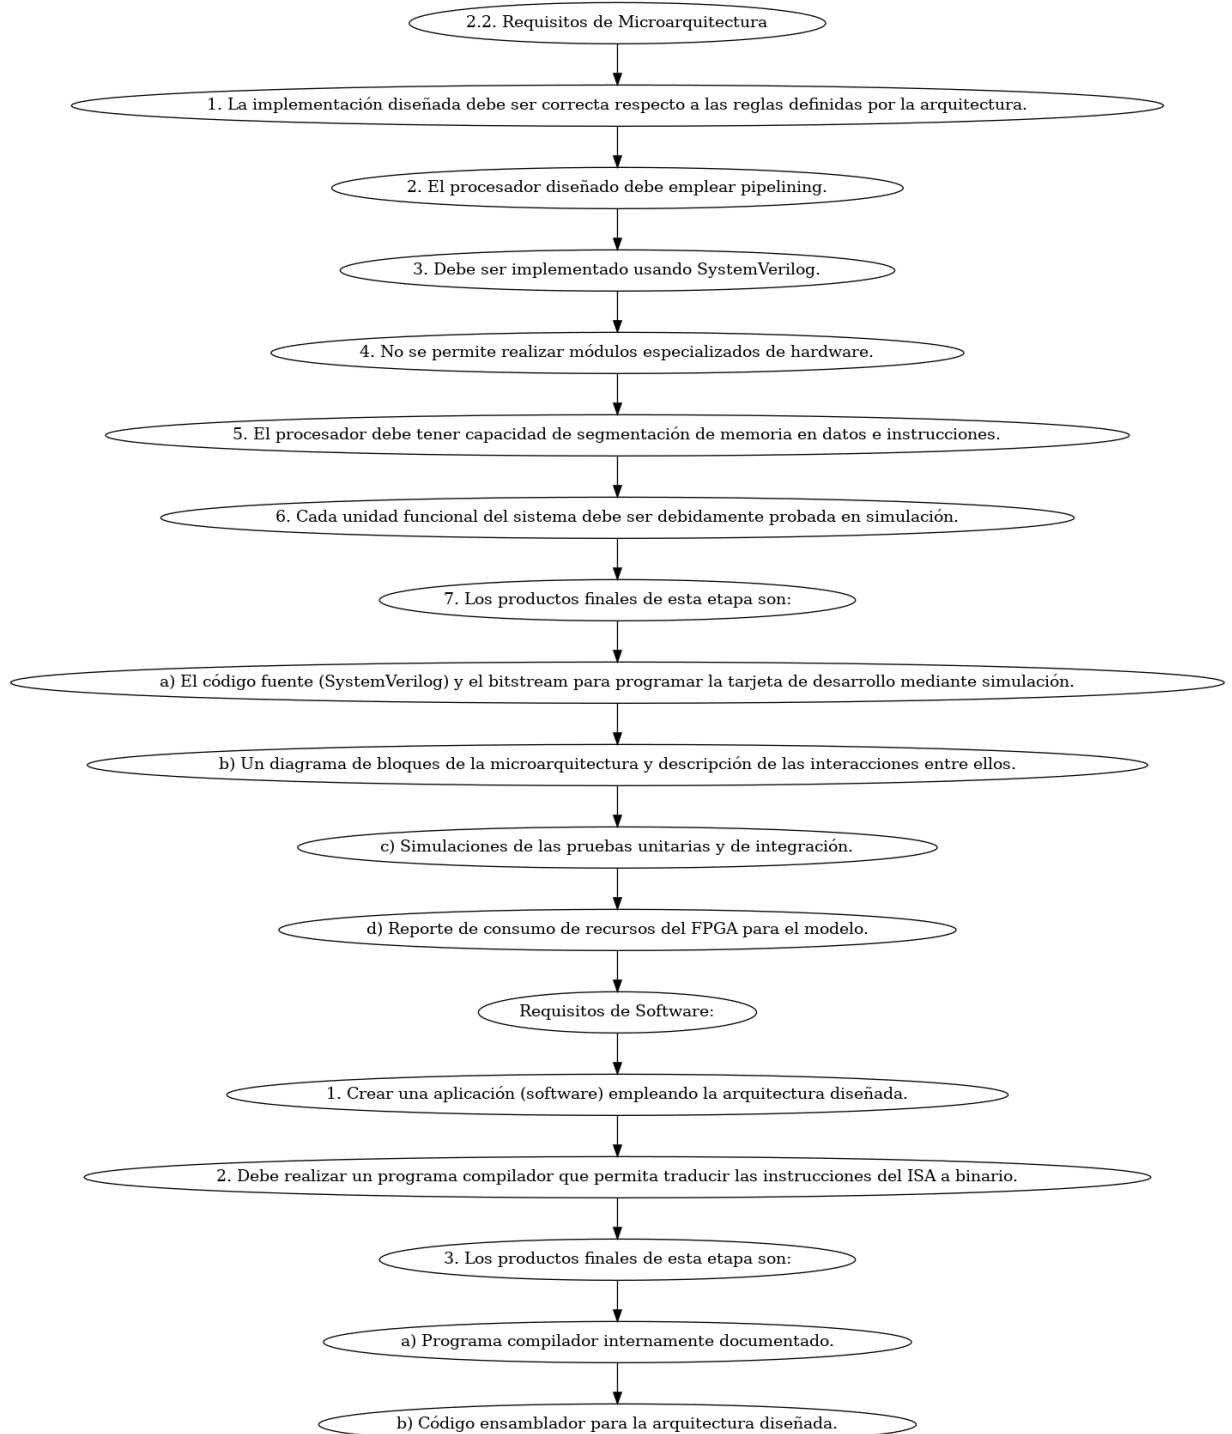 2.2. Requisitos de Microarquitectura
1. La implementación diseñada debe ser correcta respecto a las reglas definidas por la arquitectura.
2. El procesador diseñado debe emplear pipelining.
3. Debe ser implementado usando SystemVerilog.
4. No se permite realizar módulos especializados de hardware.
5. El procesador debe tener capacidad de segmentación de memoria en datos e instrucciones.
6. Cada unidad funcional del sistema debe ser debidamente probada en simulación.
7. Los productos finales de esta etapa son:
a) El código fuente (SystemVerilog) y el bitstream para programar la tarjeta de desarrollo mediante simulación.
b) Un diagrama de bloques de la microarquitectura y descripción de las interacciones entre ellos.
c) Simulaciones de las pruebas unitarias y de integración.
d) Reporte de consumo de recursos del FPGA para el modelo.
Requisitos de Software:
1. Crear una aplicación (software) empleando la arquitectura diseñada.
2. Debe realizar un programa compilador que permita traducir las instrucciones del ISA a binario.
3. Los productos finales de esta etapa son:
a) Programa compilador internamente documentado.
b) Código ensamblador para la arquitectura diseñada.